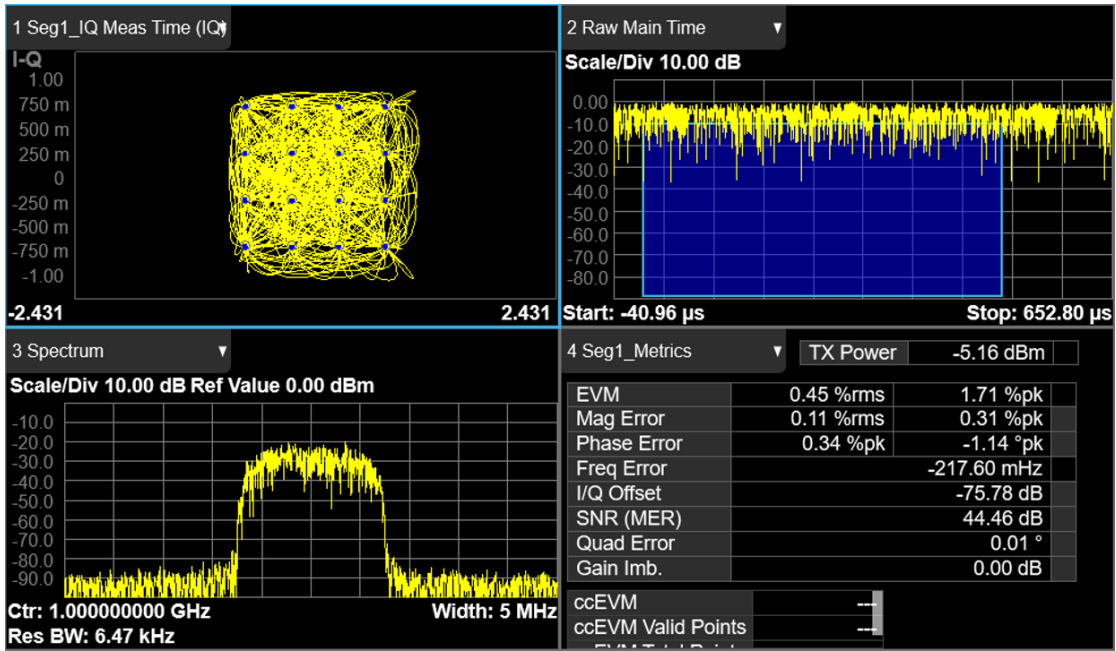 1 Seg1_IQ Meas Time (IQ)
I-Q
1.00
750 m
500 m
250 m
0
-250 m
-500 m
-750 m
-1.00
-2.431 2.431
2 Raw Main Time
Scale/Div 10.00 dB
0.00
-10.0
-20.0
-30.0
-40.0
-50.0
-60.0
-70.0
-80.0
Start: -40.96 µs Stop: 652.80 µs
3 Spectrum
Scale/Div 10.00 dB Ref Value 0.00 dBm
-10.0
-20.0
-30.0
-40.0
-50.0
-60.0
-70.0
-80.0
-90.0
Ctr: 1.000000000 GHz Width: 5 MHz
Res BW: 6.47 kHz
4 Seg1_Metrics TX Power -5.16 dBm
EVM 0.45 %rms 1.71 %pk
Mag Error 0.11 %rms 0.31 %pk
Phase Error 0.34 %pk -1.14 °pk
Freq Error -217.60 mHz
I/Q Offset -75.78 dB
SNR (MER) 44.46 dB
Quad Error 0.01 °
Gain Imb. 0.00 dB
ccEVM ---
ccEVM Valid Points ---